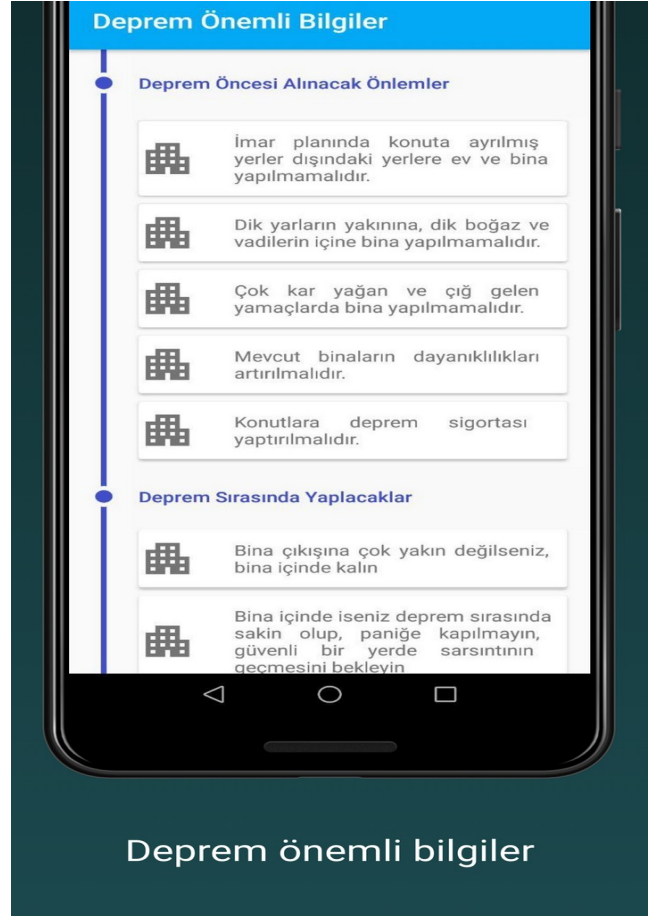 Deprem Önemli Bilgiler
Deprem Öncesi Alınacak Önlemler
İmar planında konuta ayrılmış
yerler dışındaki yerlere ev ve bina
yapılmamalıdır.
Dik yarların yakınına, dik boğaz ve
vadilerin içine bina yapılmamalıdır.
Çok kar yağan ve çığ gelen
yamaçlarda bina yapılmamalıdır.
Mevcut binaların dayanıklılıkları
artırılmalıdır.
Konutlara deprem sigortası
yaptırılmalıdır.
Deprem Sırasında Yaplacaklar
Bina çıkışına çok yakın değilseniz,
bina içinde kalın
Bina içinde iseniz deprem sırasında
sakin olup, paniğe kapılmayın,
güvenli bir yerde sarsıntının
geçmesini bekleyin
Deprem önemli bilgiler